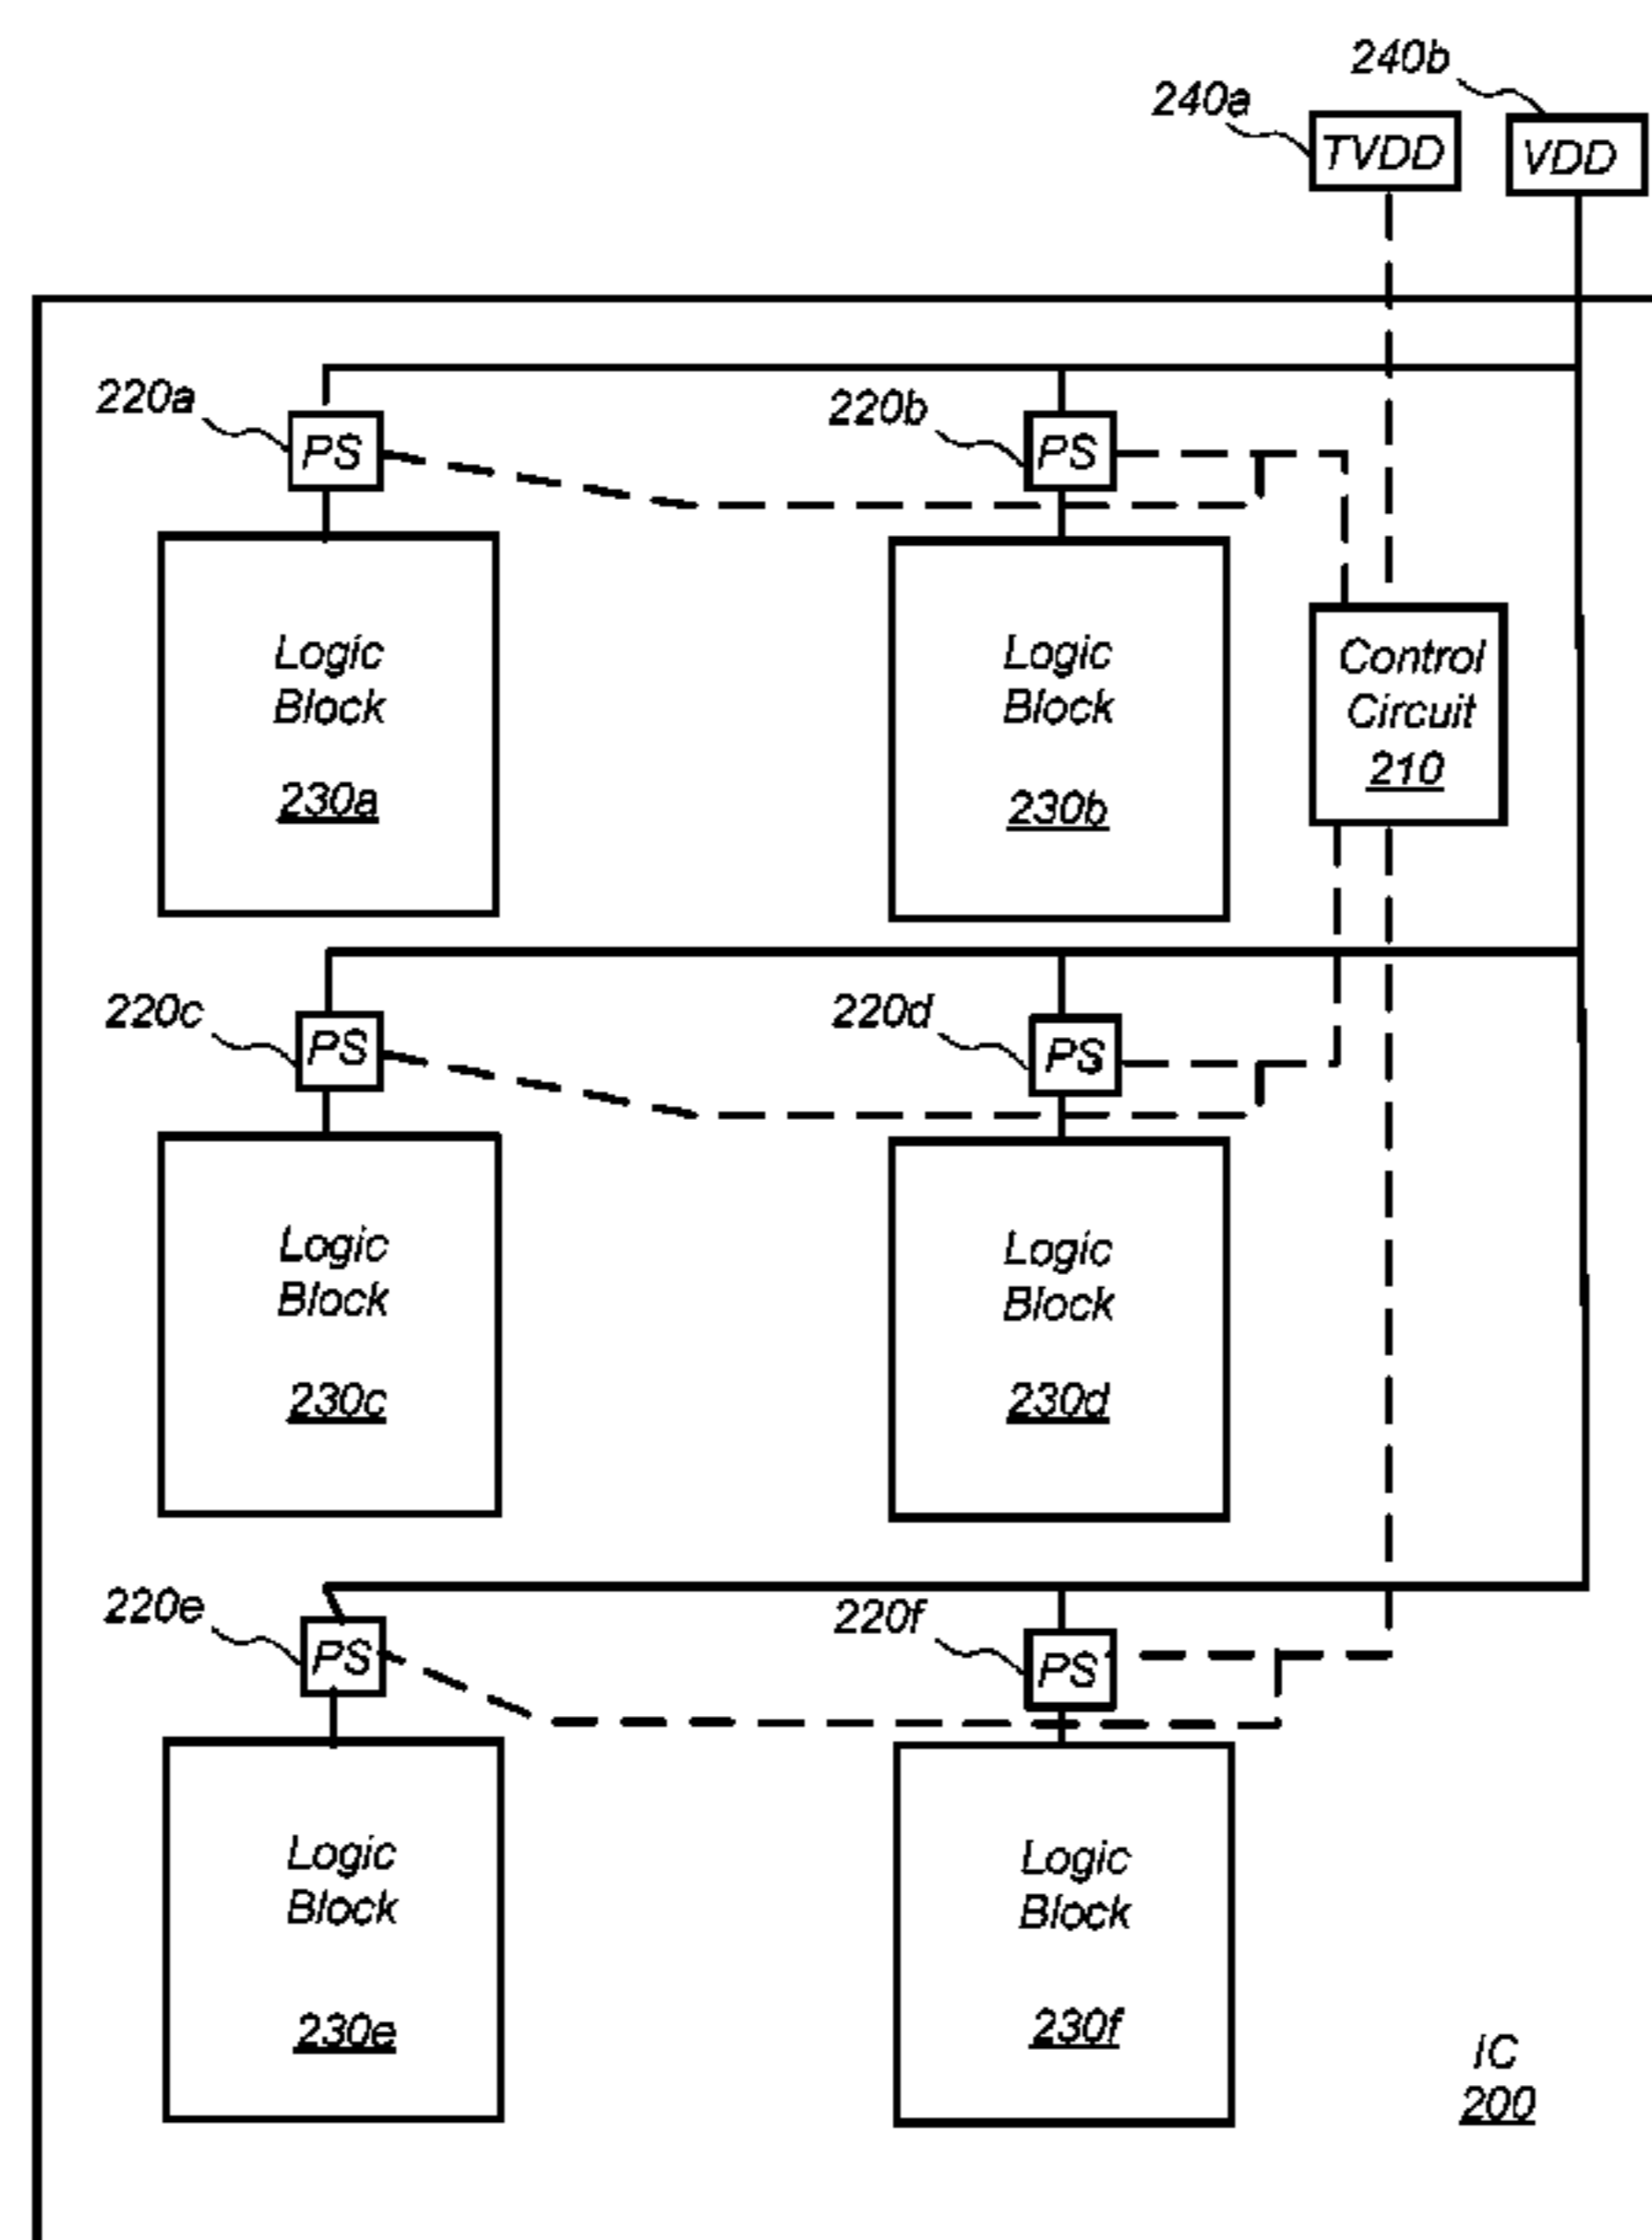 240b
240a
TVDD
VDD
220a
PS
220b
PS
Logic
Block
230a
Logic
Block
230b
Control
Circuit
210
220c
PS
220d
PS
Logic
Block
230c
Logic
Block
230d
220e
PS
220f
PS
Logic
Block
230e
Logic
Block
230f
IC
200